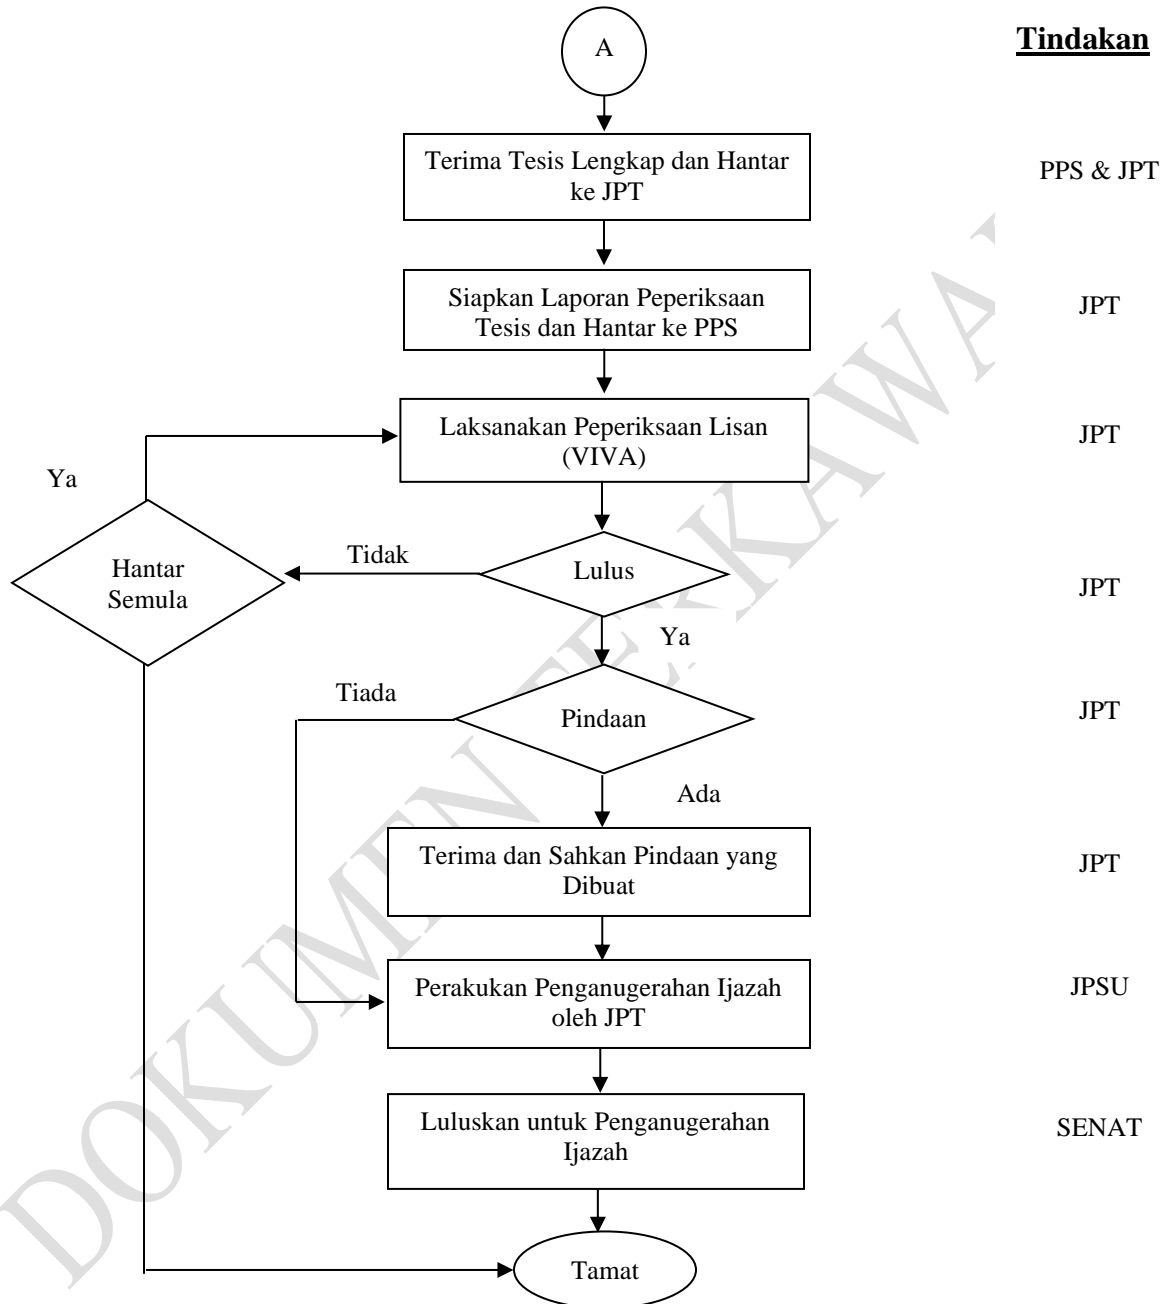 A
Tindakan
Terima Tesis Lengkap dan Hantar
ke JPT
PPS & JPT
Siapkan Laporan Peperiksaan
Tesis dan Hantar ke PPS
JPT
Laksanakan Peperiksaan Lisan
(VIVA)
JPT
Ya
Hantar
Semula
Tidak
Lulus
JPT
Ya
Tiada
Pindaan
JPT
Ada
Terima dan Sahkan Pindaan yang
Dibuat
JPT
Perakukan Penganugerahan Ijazah
oleh JPT
JPSU
Luluskan untuk Penganugerahan
Ijazah
SENAT
Tamat
DOKUMEN